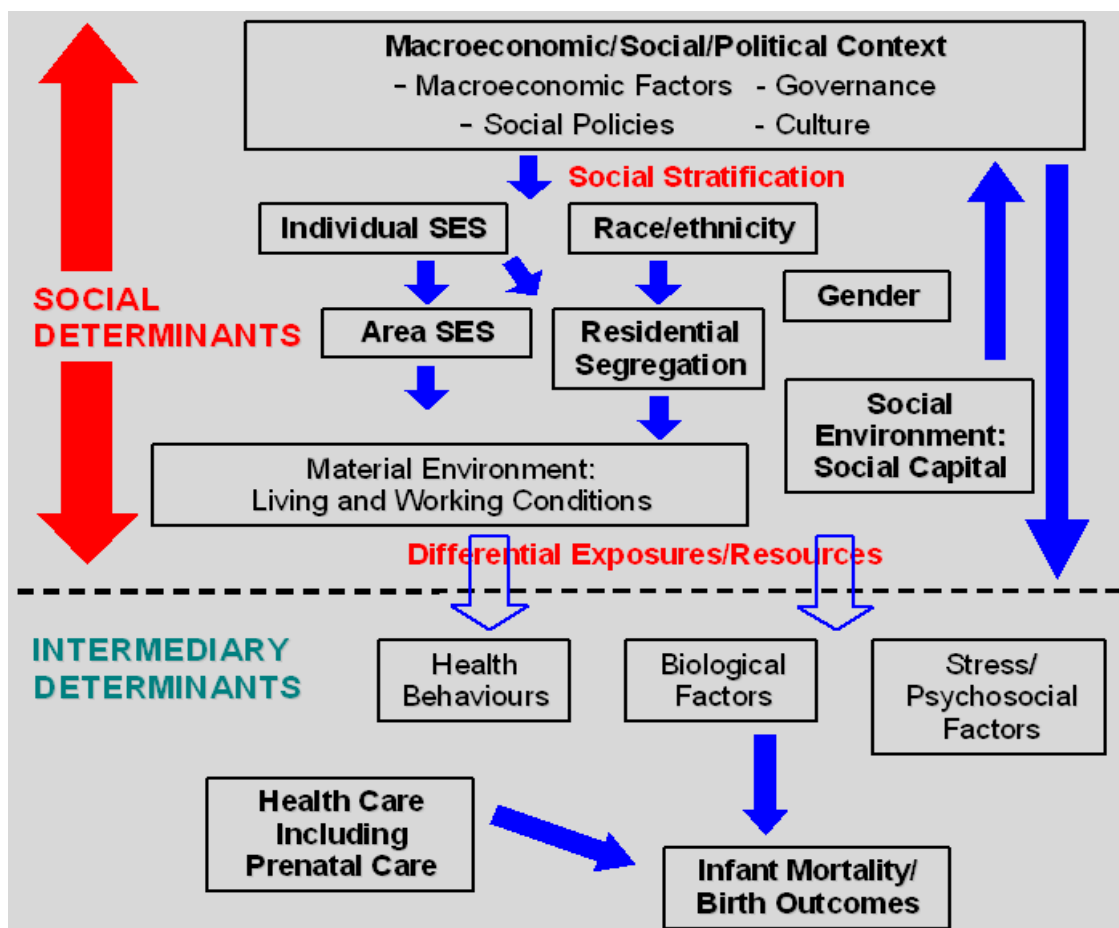 Macroeconomic/Social/Political Context
– Macroeconomic Factors - Governance
– Social Policies - Culture
Social Stratification
Individual SES
Race/ethnicity
Gender
SOCIAL
DETERMINANTS
Area SES
Residential
Segregation
Social
Environment:
Social Capital
Material Environment:
Living and Working Conditions
Differential Exposures/Resources
INTERMEDIARY
DETERMINANTS
Health
Behaviours
Biological
Factors
Stress/
Psychosocial
Factors
Health Care
Including
Prenatal Care
Infant Mortality/
Birth Outcomes